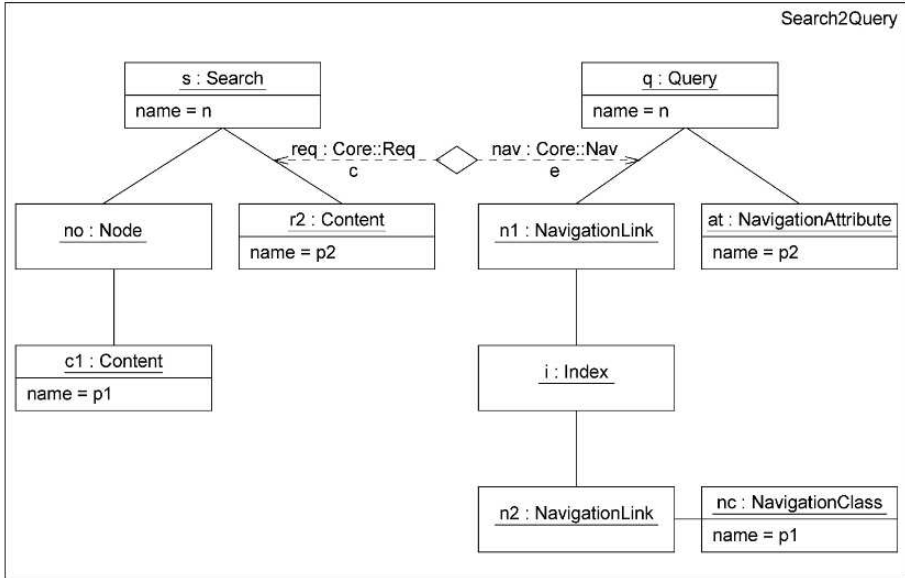 Search2Query
s : Search
name = n
q : Query
name = n
req : Core::Req
c
nav : Core::Nav
e
no : Node
r2 : Content
name = p2
n1 : NavigationLink
at : NavigationAttribute
name = p2
c1 : Content
name = p1
i : Index
n2 : NavigationLink
nc : NavigationClass
name = p1